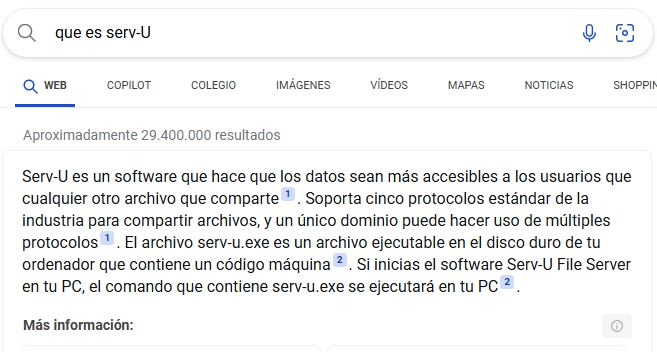 que es serv-U
WEB COPILOT COLEGIO IMÁGENES VÍDEOS MAPAS NOTICIAS SHOPPIN
Aproximadamente 29.400.000 resultados
Serv-U es un software que hace que los datos sean más accesibles a los usuarios que
cualquier otro archivo que comparte 1 . Soporta cinco protocolos estándar de la
industria para compartir archivos, y un único dominio puede hacer uso de múltiples
protocolos 1 . El archivo serv-u.exe es un archivo ejecutable en el disco duro de tu
ordenador que contiene un código máquina 2 . Si inicias el software Serv-U File Server
en tu PC, el comando que contiene serv-u.exe se ejecutará en tu PC 2 .
Más información: